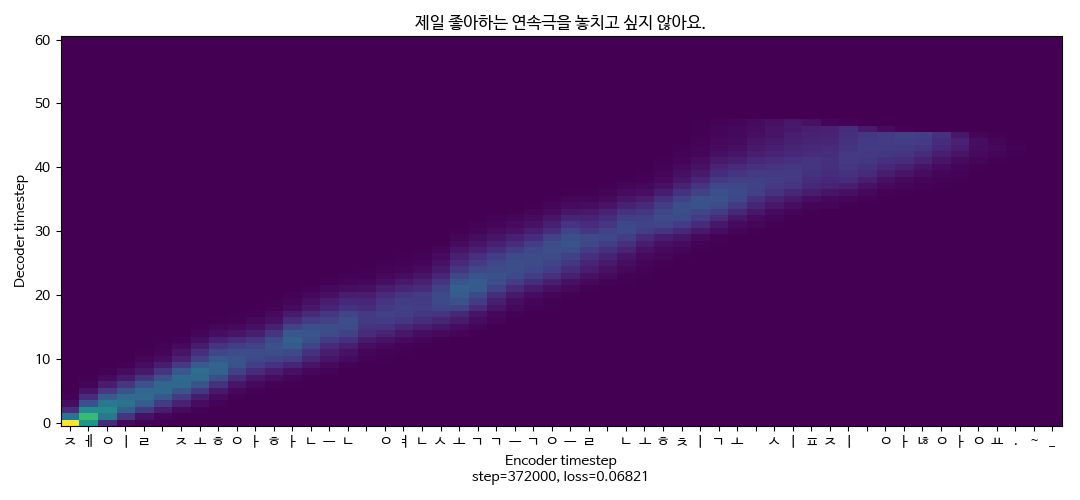 제일 좋아하는 연속극을 놓치고 싶지 않아요.
60
50
40
30
20
10
0
Decoder timestep
ㅈ ㅔ ㅇ ㅣ ㄹ   ㅈ ㅗ ㅎ ㅇ ㅏ ㅎ ㅏ ㄴ ㅡ ㄴ   ㅇ ㅕ ㄴ ㅅ ㅗ ㄱ ㄱ ㅡ ㄱ ㅇ ㅡ ㄹ   ㄴ ㅗ ㅎ ㅊ ㅣ ㄱ ㅗ   ㅅ ㅣ ㅍ ㅈ ㅣ   ㅇ ㅏ ㄶ ㅇ ㅏ ㅇ ㅛ . ~ _
Encoder timestep
step=372000, loss=0.06821